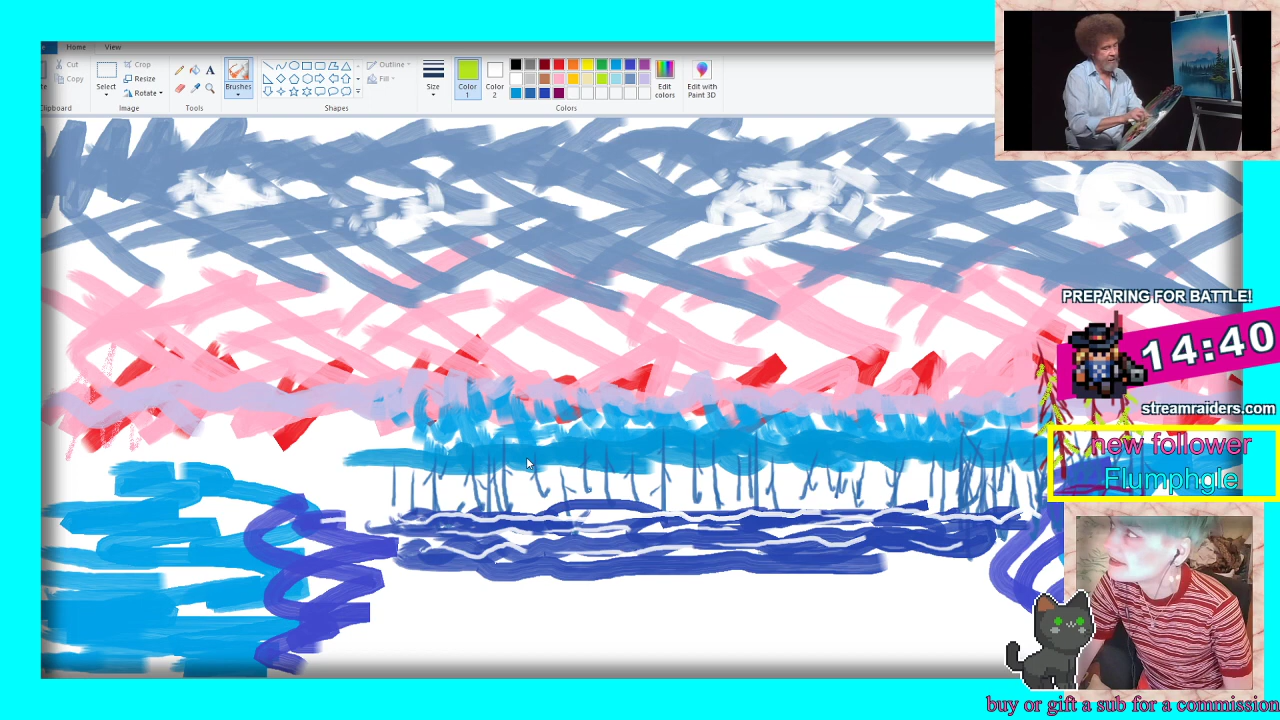 Home View
Cut
Copy
Clipboard
Select
Crop
Resize
Rotate
Image
A
Tools
Brushes
Outline
Fill
Shapes
Size
Color
1
Color
2
Edit
colors
Colors
Edit with
Paint 3D
PREPARING FOR BATTLE!
14:40
streamraiders.com
new follower
Flumphgle
buy or gift a sub for a commission